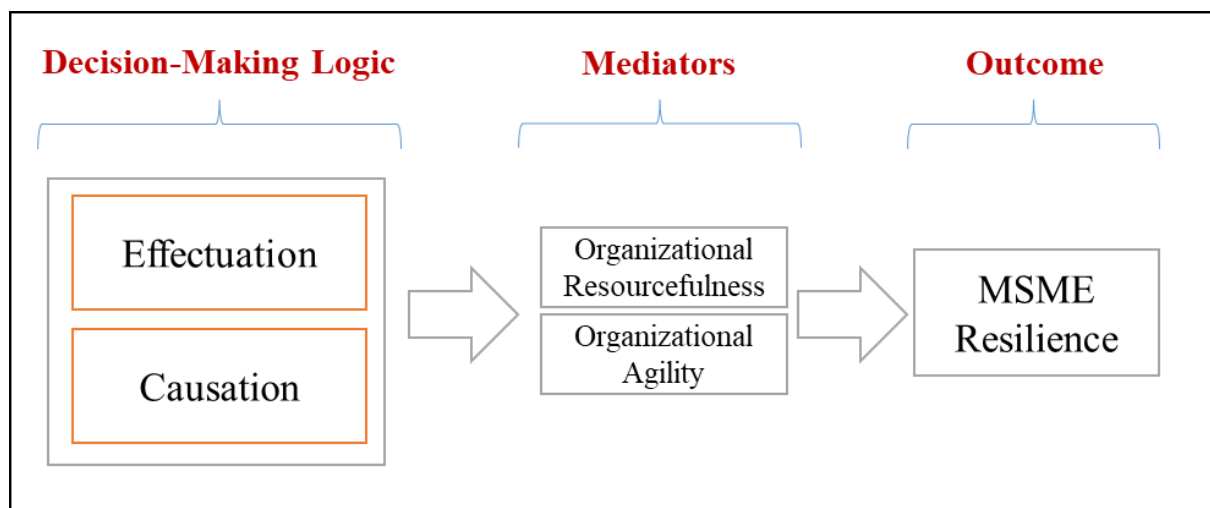 Decision-Making Logic
Mediators
Outcome
Effectuation
Causation
Organizational
Resourcefulness
Organizational
Agility
MSME
Resilience